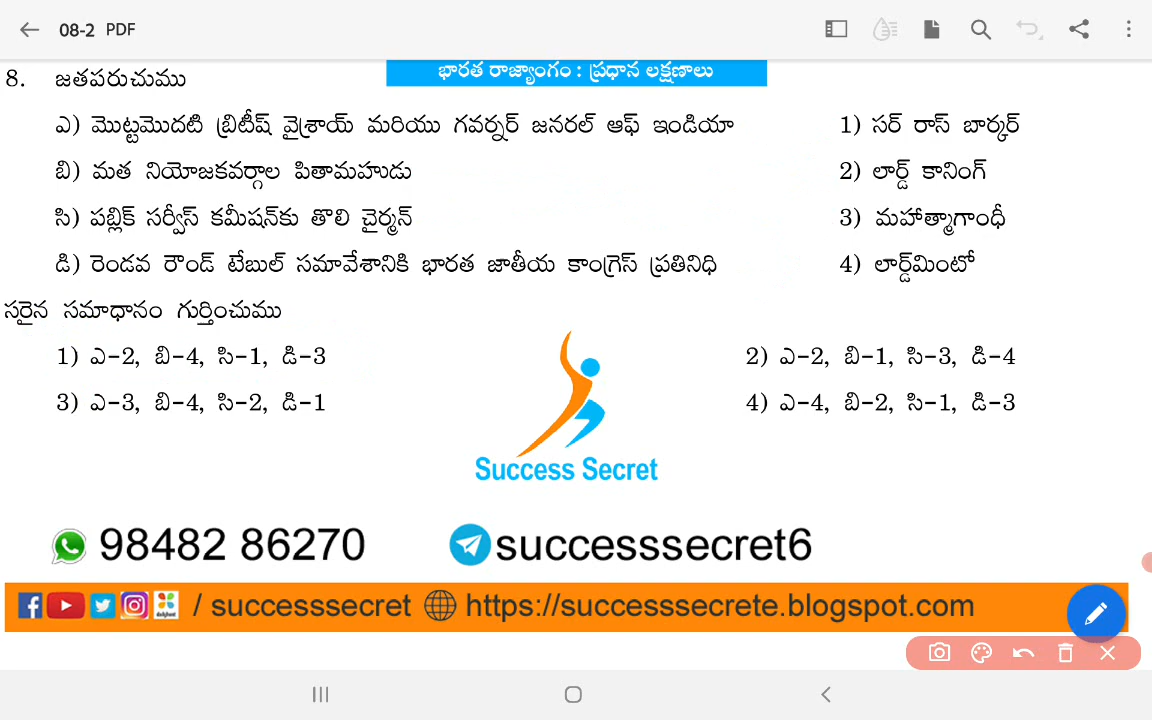 08-2 PDF
భారత రాజ్యాంగం : ప్రధాన లక్షణాలు
8. జతపరుచుము
ఎ) మొట్టమొదటి బ్రిటీష్ వైశ్రాయ్ మరియు గవర్నర్ జనరల్ ఆఫ్ ఇండియా 1) సర్ రాస్ బార్కర్
బి) మత నియోజకవర్గాల పితామహుడు 2) లార్డ్ కానింగ్
సి) పబ్లిక్ సర్వీస్ కమీషన్‌కు తొలి చైర్మన్ 3) మహాత్మాగాంధీ
డి) రెండవ రౌండ్ టేబుల్ సమావేశానికి భారత జాతీయ కాంగ్రెస్ ప్రతినిధి 4) లార్డ్‌మింటో
సరైన సమాధానం గుర్తించుము
1) ఎ-2, బి-4, సి-1, డి-3 2) ఎ-2, బి-1, సి-3, డి-4
3) ఎ-3, బి-4, సి-2, డి-1 4) ఎ-4, బి-2, సి-1, డి-3
Success Secret
98482 86270 successsecret6
/ successsecret https://successsecrete.blogspot.com